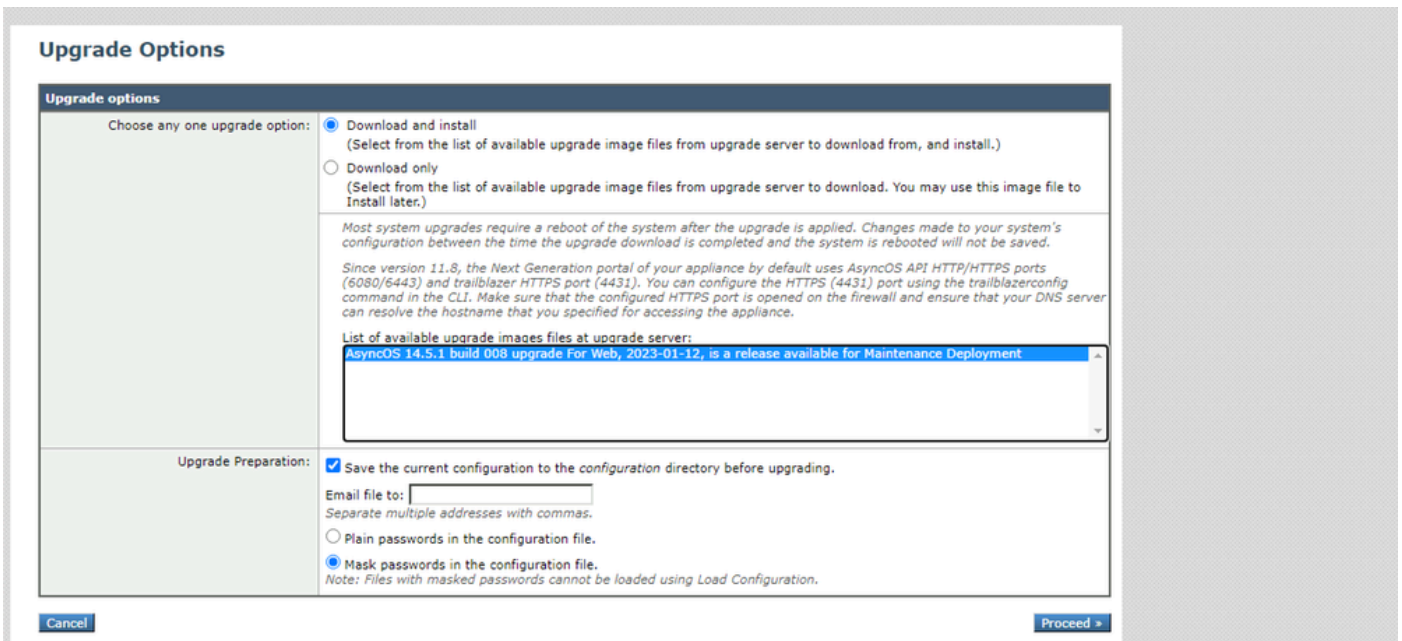 Upgrade Options
Upgrade options
Choose any one upgrade option:
Download and install
(Select from the list of available upgrade image files from upgrade server to download from, and install.)
Download only
(Select from the list of available upgrade image files from upgrade server to download. You may use this image file to
Install later.)
Most system upgrades require a reboot of the system after the upgrade is applied. Changes made to your system's
configuration between the time the upgrade download is completed and the system is rebooted will not be saved.
Since version 11.8, the Next Generation portal of your appliance by default uses AsyncOS API HTTP/HTTPS ports
(6080/6443) and trailblazer HTTPS port (4431). You can configure the HTTPS (4431) port using the trailblazerconfig
command in the CLI. Make sure that the configured HTTPS port is opened on the firewall and ensure that your DNS server
can resolve the hostname that you specified for accessing the appliance.
List of available upgrade images files at upgrade server:
AsyncOS 14.5.1 build 008 upgrade For Web, 2023-01-12, is a release available for Maintenance Deployment
Upgrade Preparation:
Save the current configuration to the configuration directory before upgrading.
Email file to:
Separate multiple addresses with commas.
Plain passwords in the configuration file.
Mask passwords in the configuration file.
Note: Files with masked passwords cannot be loaded using Load Configuration.
Cancel
Proceed »